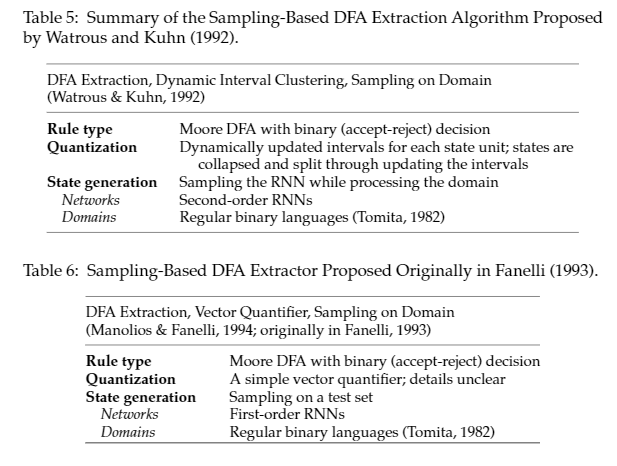 Table 5: Summary of the Sampling-Based DFA Extraction Algorithm Proposed
by Watrous and Kuhn (1992).
DFA Extraction, Dynamic Interval Clustering, Sampling on Domain
(Watrous & Kuhn, 1992)
Rule type Moore DFA with binary (accept-reject) decision
Quantization Dynamically updated intervals for each state unit; states are
collapsed and split through updating the intervals
State generation Sampling the RNN while processing the domain
Networks Second-order RNNs
Domains Regular binary languages (Tomita, 1982)
Table 6: Sampling-Based DFA Extractor Proposed Originally in Fanelli (1993).
DFA Extraction, Vector Quantifier, Sampling on Domain
(Manolios & Fanelli, 1994; originally in Fanelli, 1993)
Rule type Moore DFA with binary (accept-reject) decision
Quantization A simple vector quantifier; details unclear
State generation Sampling on a test set
Networks First-order RNNs
Domains Regular binary languages (Tomita, 1982)